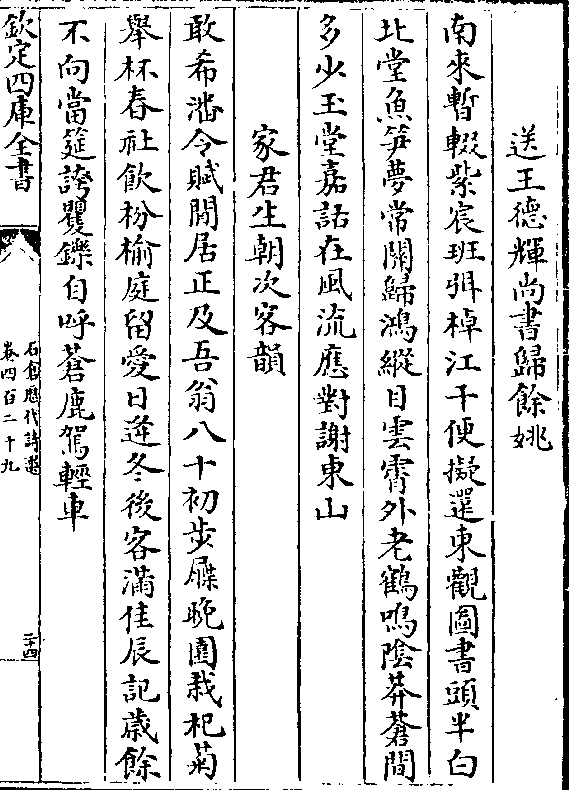 送王德輝尚書歸餘姚
南來暫輟紫宸班弭棹江干便擬還東觀圖書頭半白
北堂魚笋夢常關歸鴻縱目雲霄外老鶴鳴陰莽蒼間
多少玉堂嘉話在風流應對謝東山
家君生朝次客韻
敢希潘令賦閒居正及吾翁八十初步屧晚園栽杞菊
舉杯春社飲枌榆庭留愛日逢冬後客滿佳辰記歳餘
不向當筵誇矍鑠自呼蒼鹿駕輕車
欽定四庫全書
石倉歴代詩選
卷四百二十九
二十四